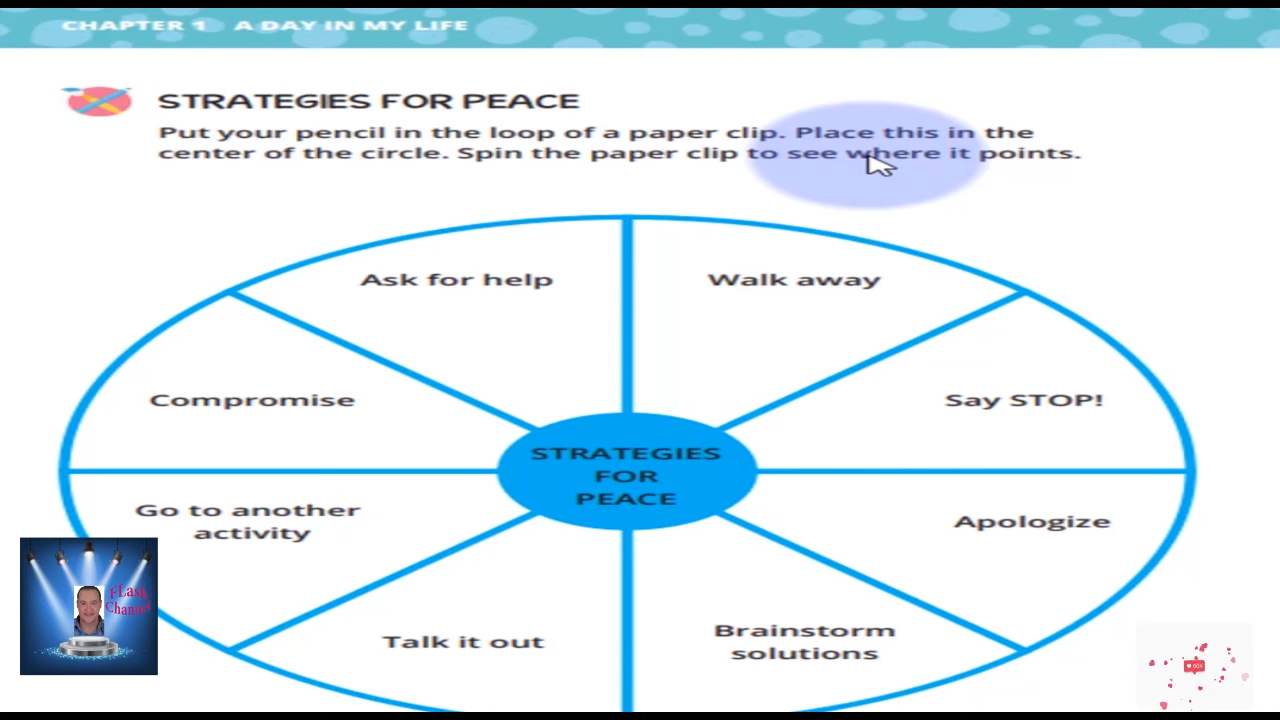 CHAPTER 1 A DAY IN MY LIFE
STRATEGIES FOR PEACE
Put your pencil in the loop of a paper clip. Place this in the
center of the circle. Spin the paper clip to see where it points.
Ask for help
Walk away
Compromise
Say STOP!
STRATEGIES
FOR
PEACE
Go to another
activity
Apologize
Talk it out
Brainstorm
solutions
FLash
Channel